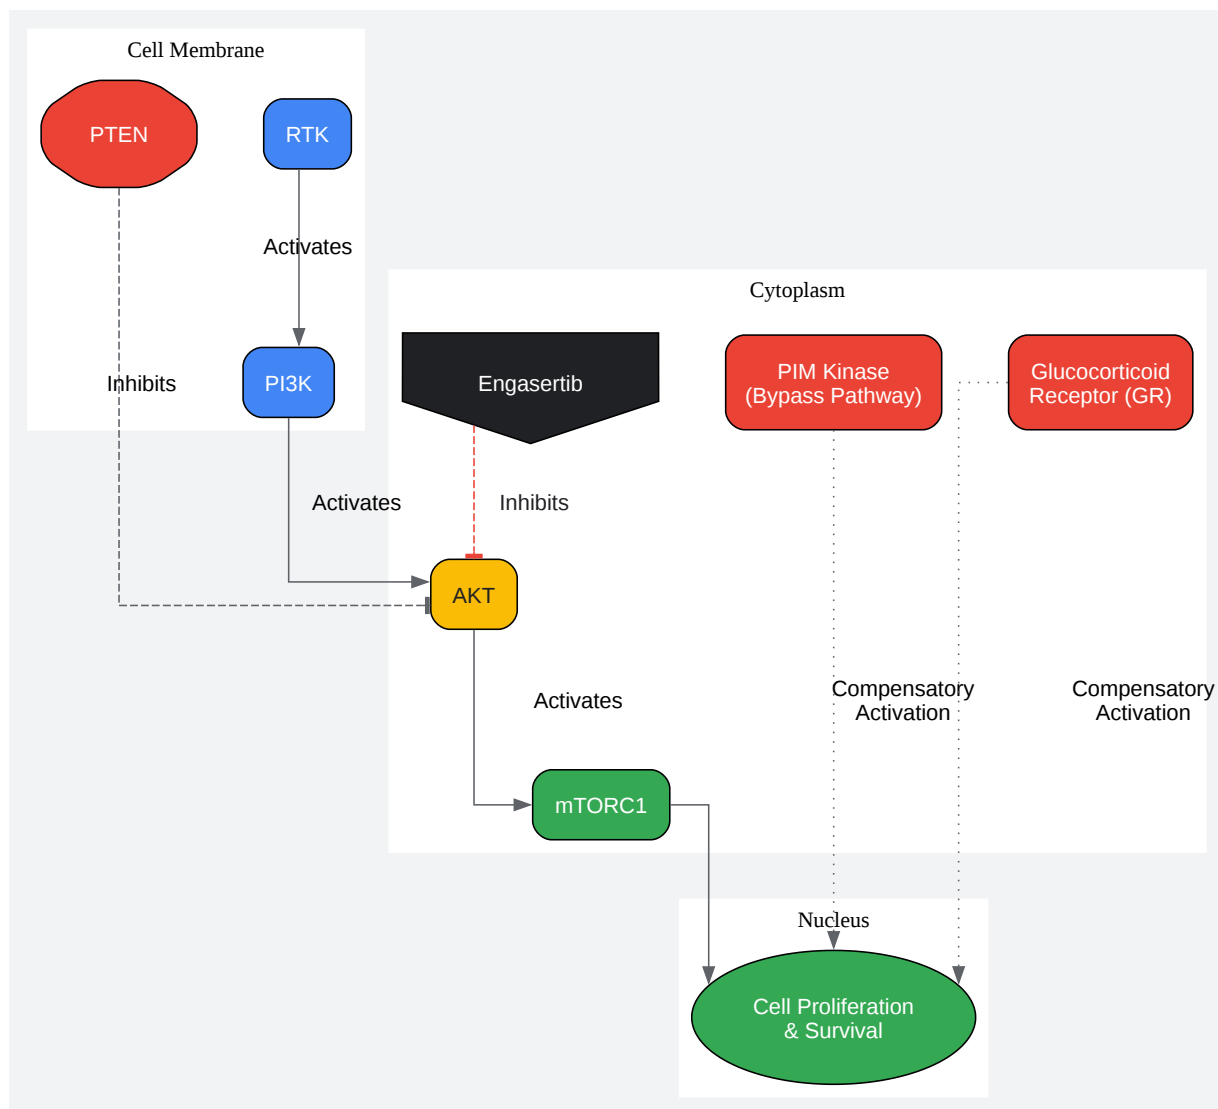 Cell Membrane
PTEN
RTK
Activates
Cytoplasm
Inhibits
PI3K
Engasertib
PIM Kinase
(Bypass Pathway)
Glucocorticoid
Receptor (GR)
Activates
Inhibits
AKT
Activates
Compensatory
Activation
Compensatory
Activation
mTORC1
Nucleus
Cell Proliferation
& Survival